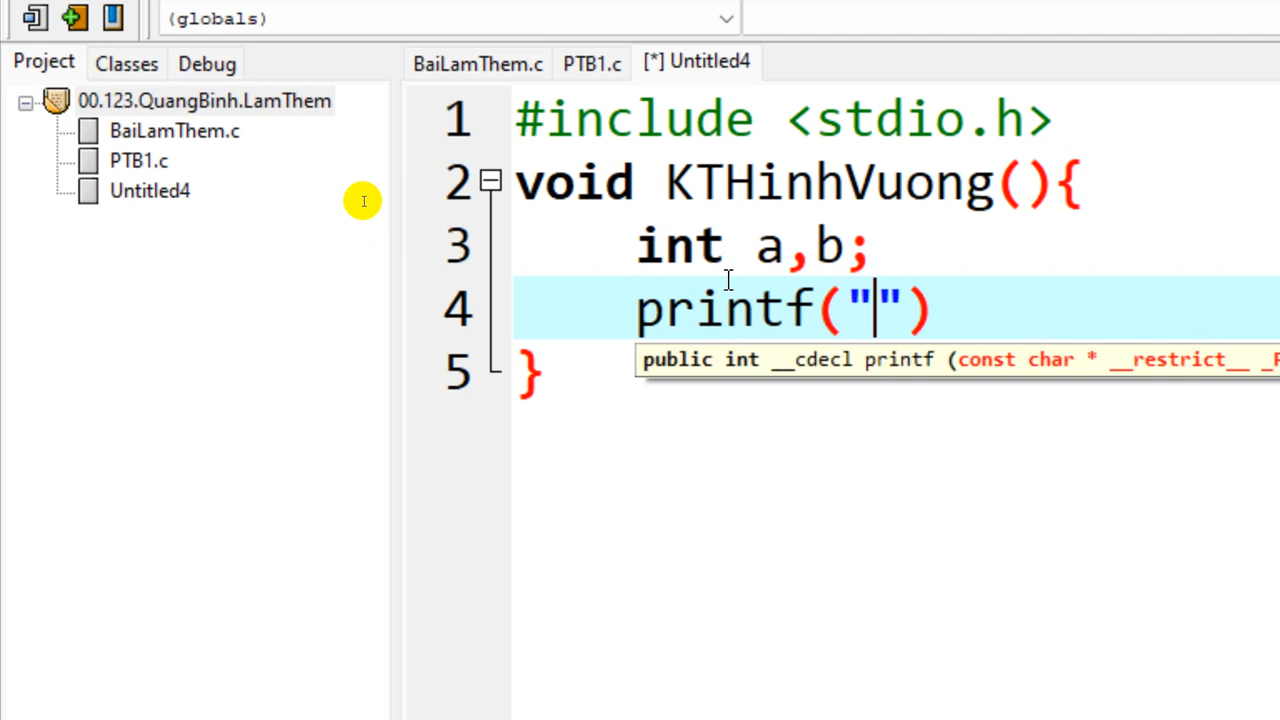 (globals)
Project Classes Debug
BaiLamThem.c PTB1.c [*] Untitled4
00.123.QuangBinh.LamThem
BaiLamThem.c
PTB1.c
Untitled4
1 #include <stdio.h>
2 void KTHinhVuong(){
3 int a,b;
4 printf("")
public int __cdecl printf (const char * __restrict__
5 }